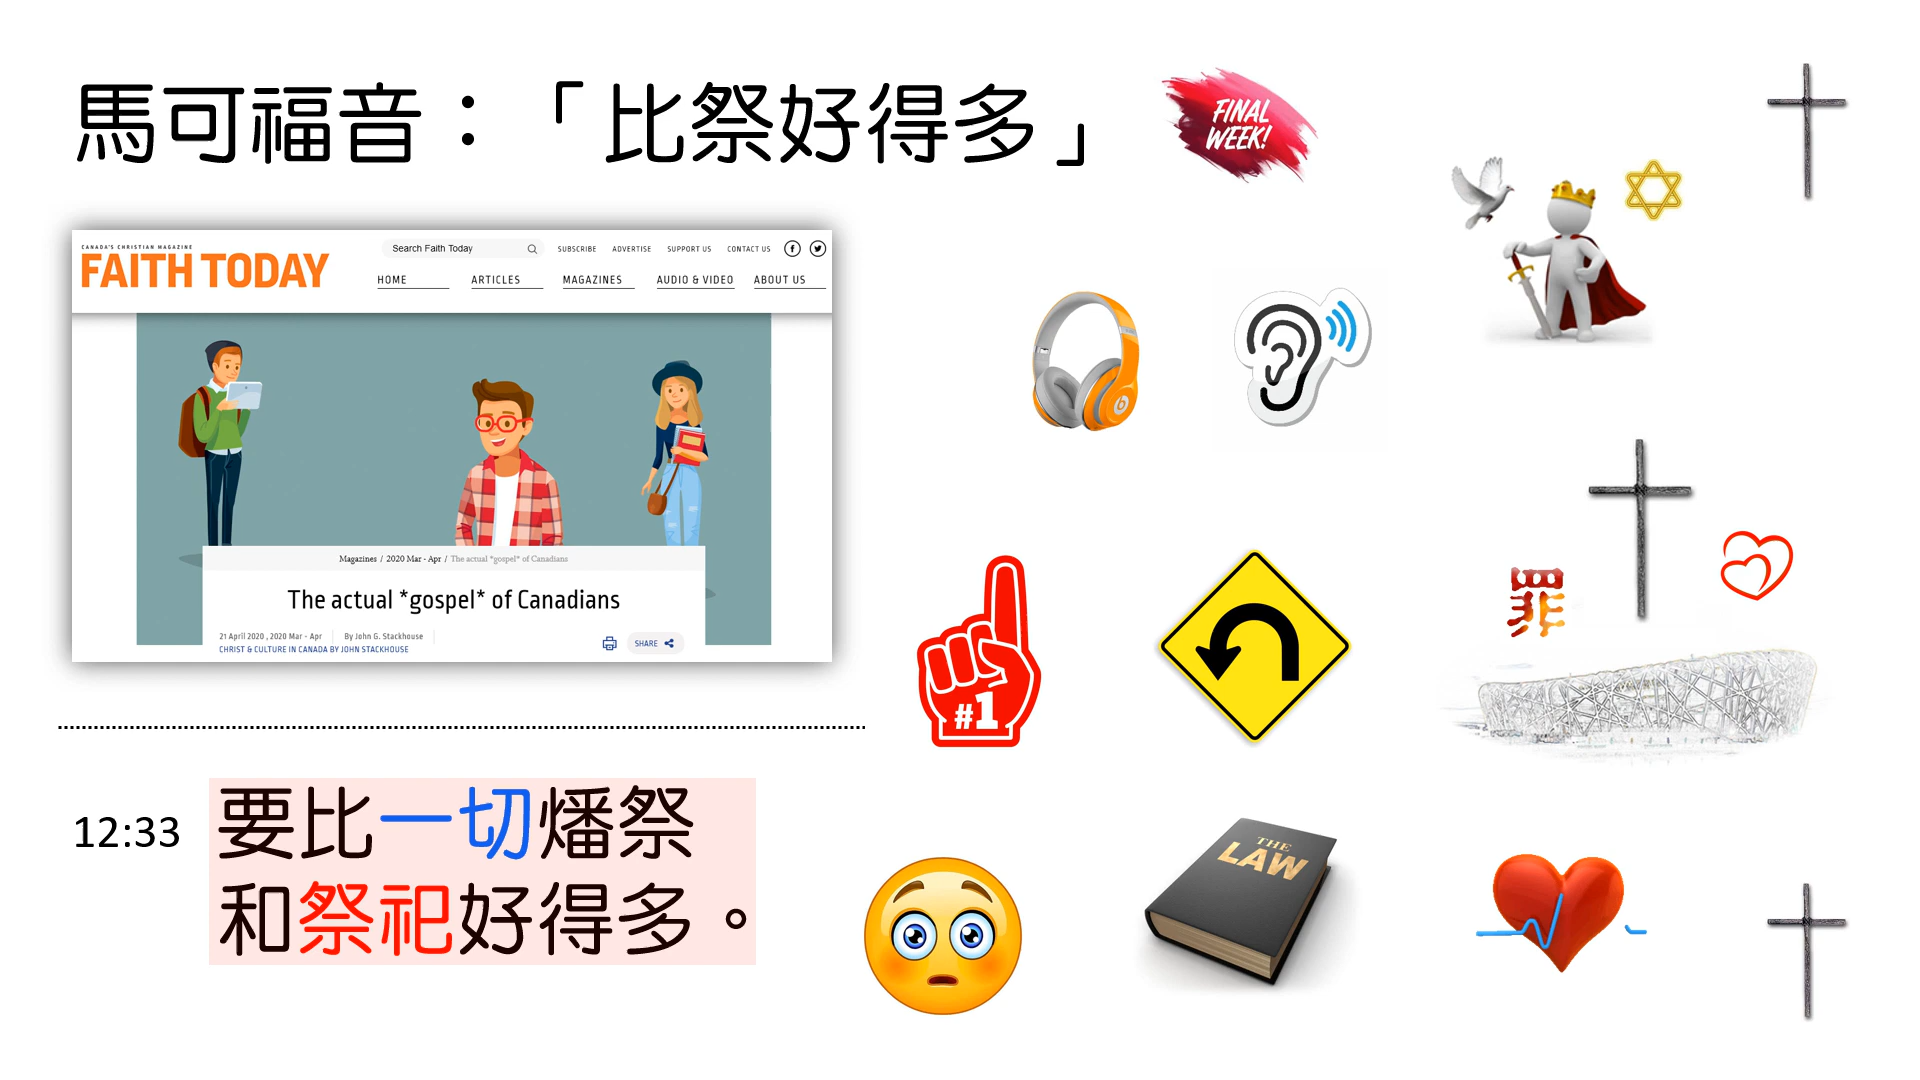 馬可福音：「比祭好得多」
FINAL
WEEK!
CANADA'S CHRISTIAN MAGAZINE
FAITH TODAY
Search Faith Today
SUBSCRIBE ADVERTISE SUPPORT US CONTACT US
HOME ARTICLES MAGAZINES AUDIO & VIDEO ABOUT US
Magazines / 2020 Mar - Apr / The actual *gospel* of Canadians
The actual *gospel* of Canadians
21 April 2020 , 2020 Mar - Apr By John G. Stackhouse
SHARE
CHRIST & CULTURE IN CANADA BY JOHN STACKHOUSE
#1
罪
12:33 要比一切燔祭
和祭祀好得多。
THE
LAW